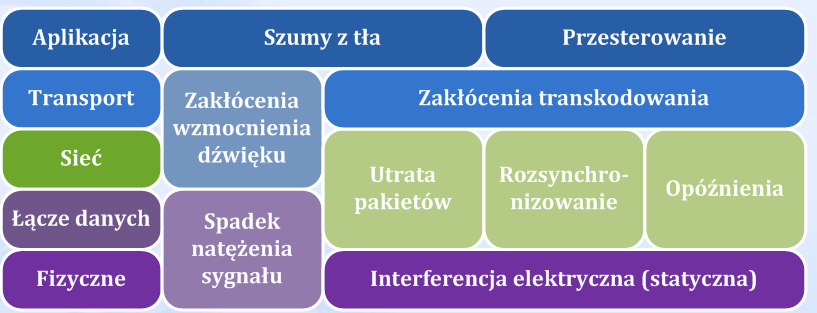 Aplikacja
Szumy z tła
Przesterowanie
Transport
Zakłócenia
wzmocnienia
dźwięku
Zakłócenia transkodowania
Sieć
Utrata
pakietów
Rozsynchro-
nizowanie
Opóźnienia
Łącze danych
Spadek
natężenia
sygnału
Fizyczne
Interferencja elektryczna (statyczna)